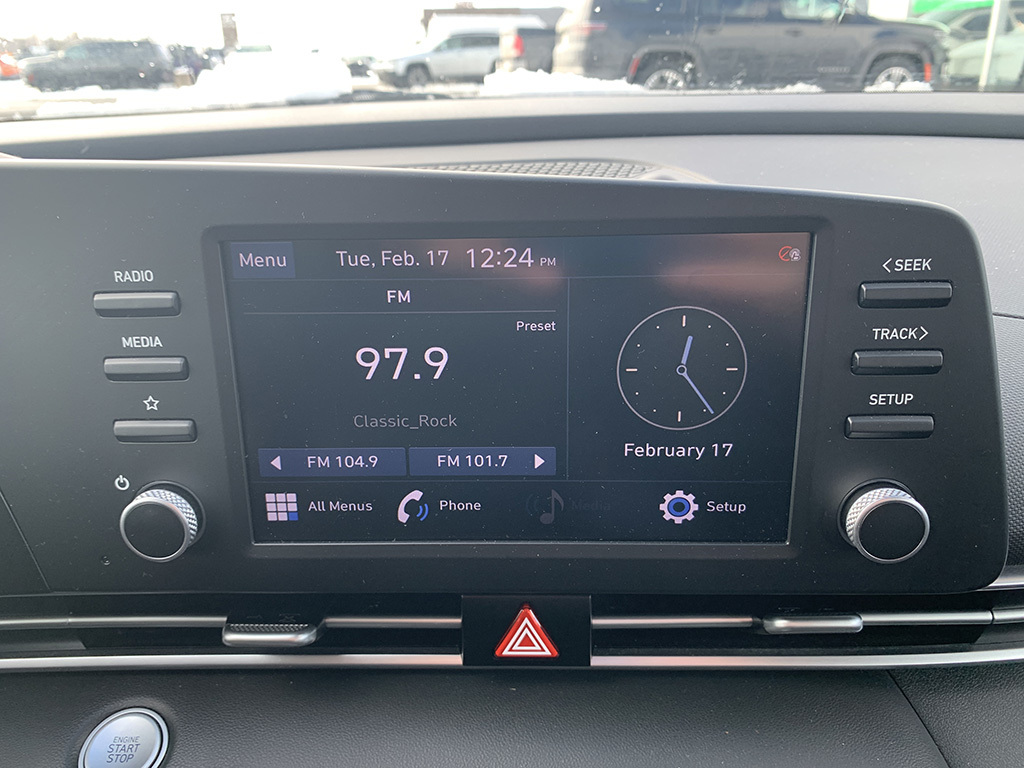 Menu
Tue, Feb. 17 12:24 PM
FM
Preset
97.9
Classic_Rock
FM 104.9
FM 101.7
February 17
All Menus
Phone
Setup
RADIO
MEDIA
SEEK
TRACK
SETUP
ENGINE
START
STOP